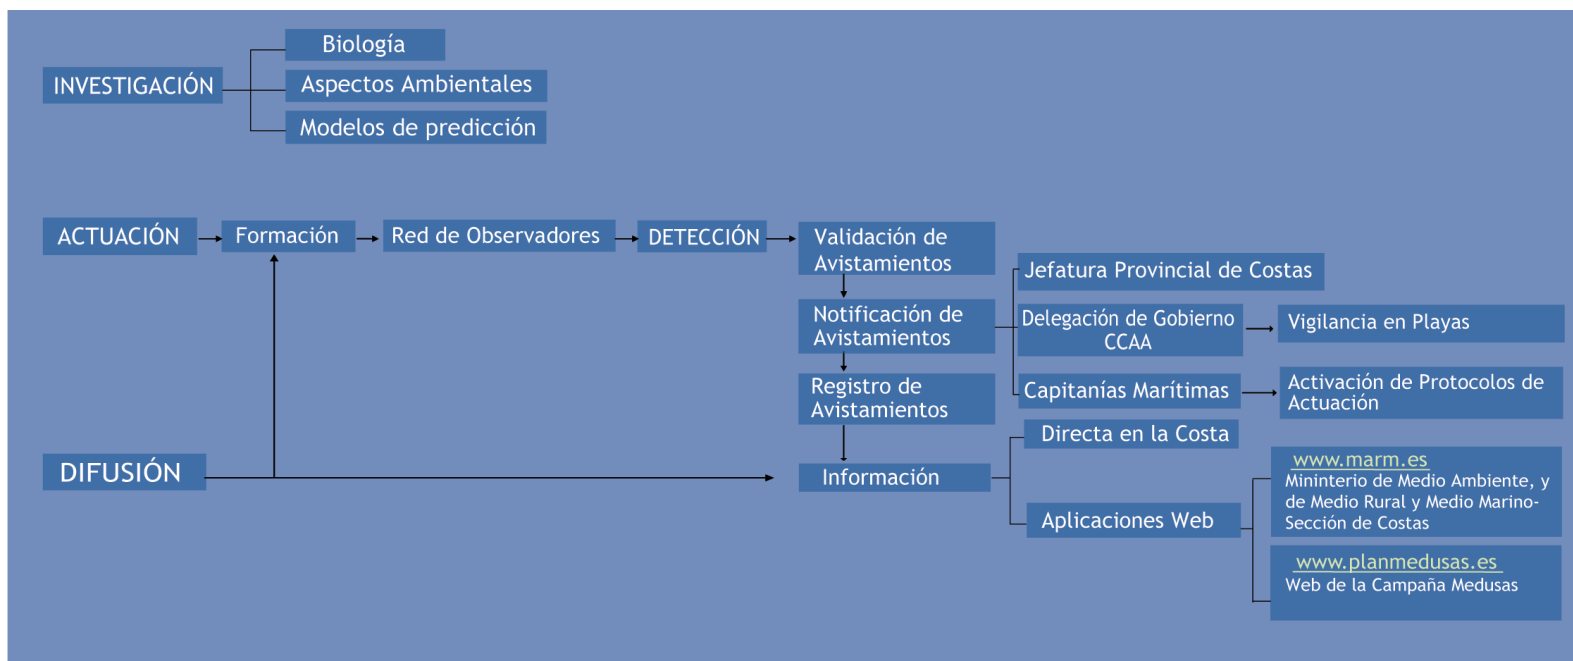 Biología
INVESTIGACIÓN
Aspectos Ambientales
Modelos de predicción
ACTUACIÓN
Formación
Red de Observadores
DETECCIÓN
Validación de
Avistamientos
Jefatura Provincial de Costas
Notificación de
Avistamientos
Delegación de Gobierno
CCAA
Vigilancia en Playas
Registro de
Avistamientos
Capitanías Marítimas
Activación de Protocolos de
Actuación
Directa en la Costa
DIFUSIÓN
Información
Aplicaciones Web
www.marm.es
Mininterio de Medio Ambiente, y
de Medio Rural y Medio Marino-
Sección de Costas
www.planmedusas.es
Web de la Campaña Medusas